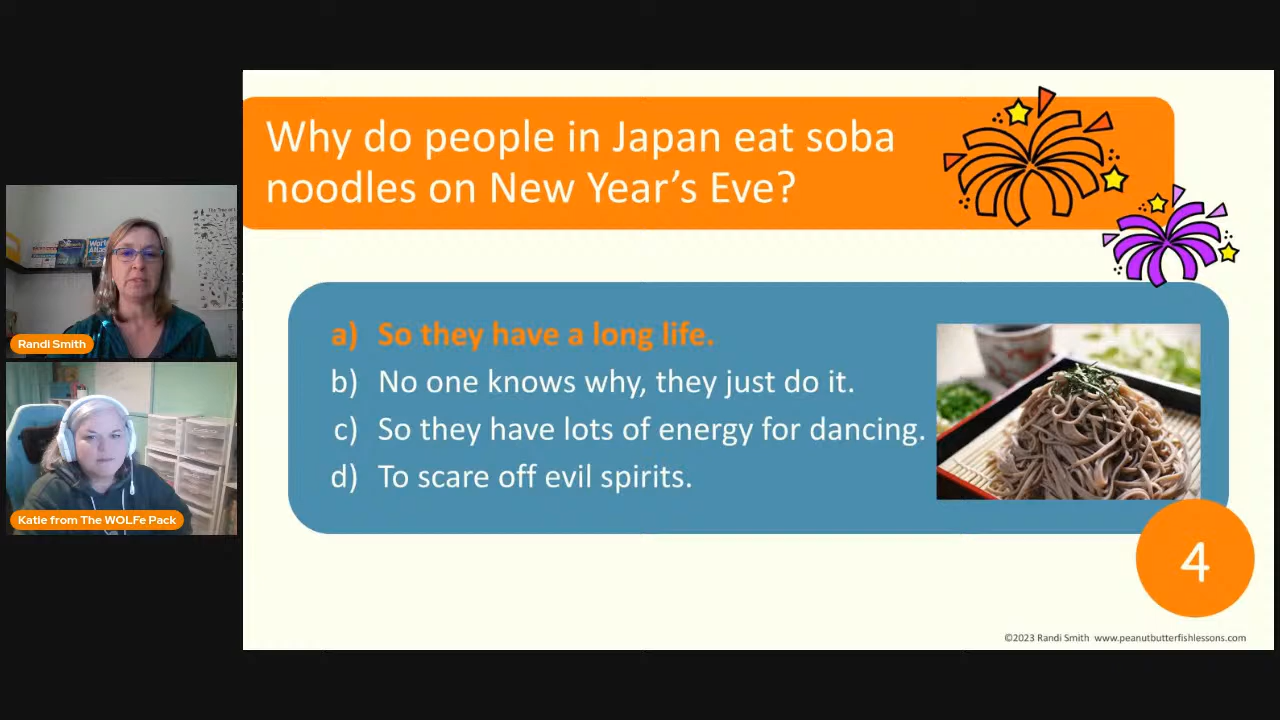 Why do people in Japan eat soba
noodles on New Year’s Eve?
a) So they have a long life.
b) No one knows why, they just do it.
c) So they have lots of energy for dancing.
d) To scare off evil spirits.
4
©2023 Randi Smith www.peanutbutterfishlessons.com
Randi Smith
Katie from The WOLFe Pack